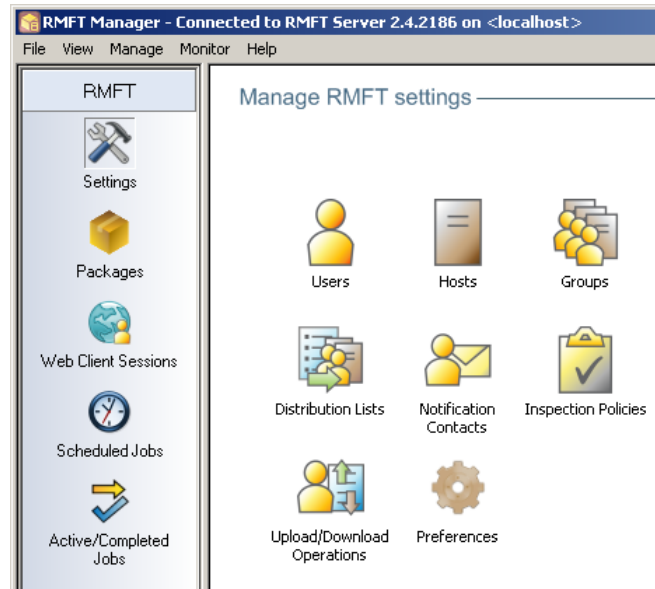 RMFT Manager - Connected to RMFT Server 2.4.2186 on <localhost>
File View Manage Monitor Help
RMFT
Settings
Packages
Web Client Sessions
Scheduled Jobs
Active/Completed
Jobs
Manage RMFT settings
Users
Hosts
Groups
Distribution Lists
Notification
Contacts
Inspection Policies
Upload/Download
Operations
Preferences